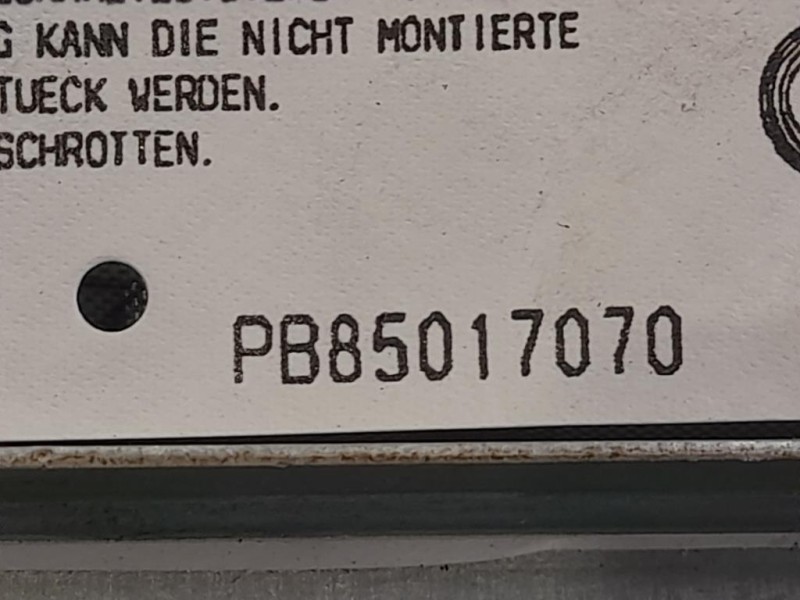 G KANN DIE NICHT MONTIERTE
TUECK WERDEN.
SCHROTTEN.
PB85017070